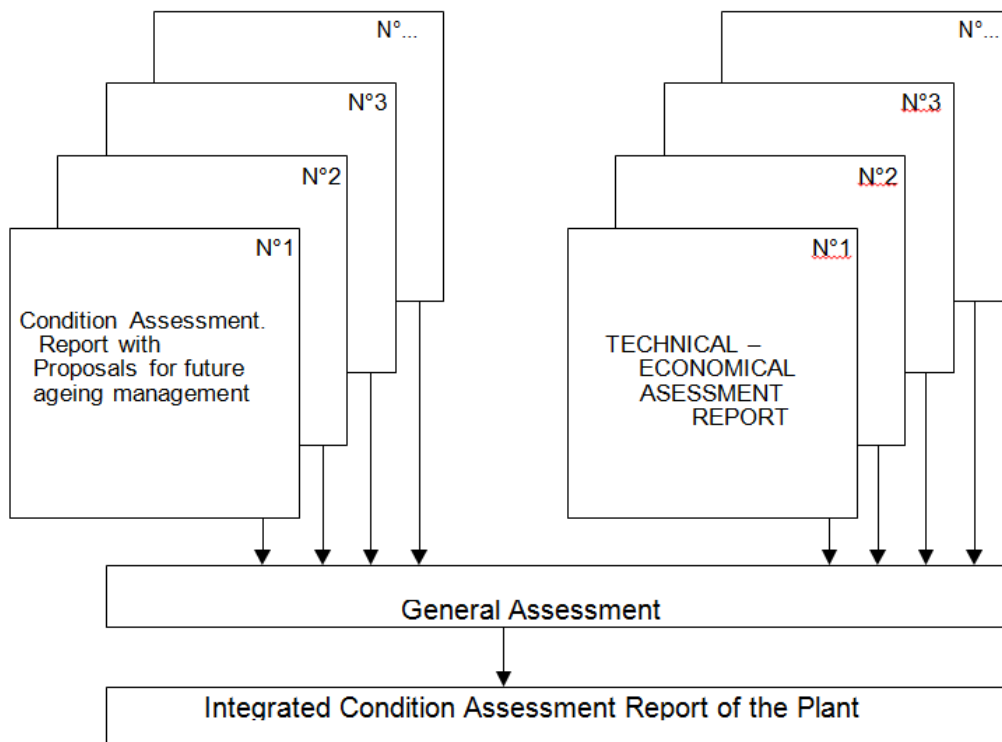 N°...
N°3
N°2
N°1
Condition Assessment.
Report with
Proposals for future
ageing management
N°...
N°3
N°2
N°1
TECHNICAL –
ECONOMICAL
ASESSMENT
REPORT
General Assessment
Integrated Condition Assessment Report of the Plant